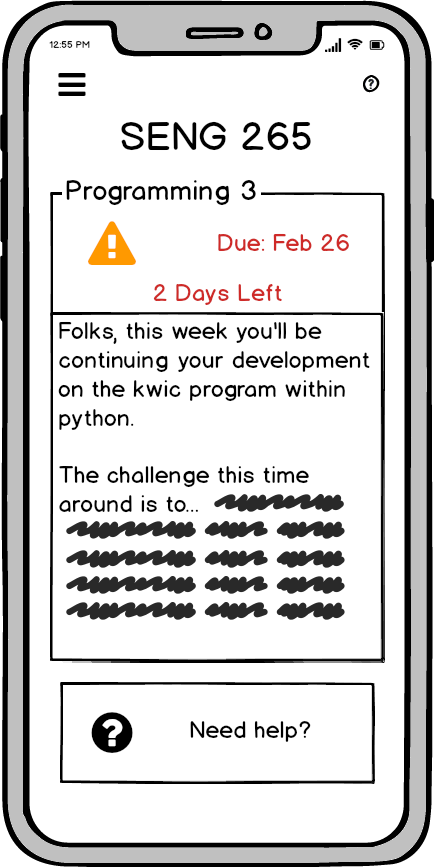 12:55 PM
?
SENG 265
Programming 3
!
Due: Feb 26
2 Days Left
Folks, this week you'll be
continuing your development
on the kwic program within
python.
The challenge this time
around is to...
? Need help?